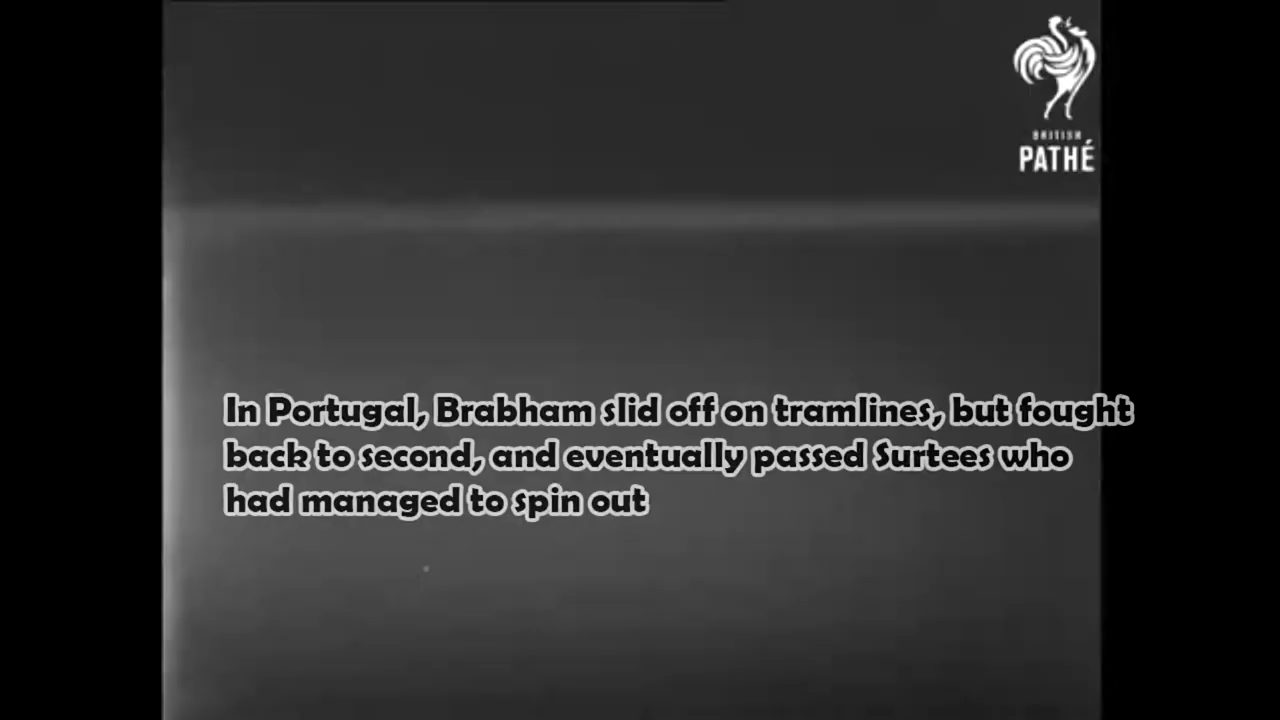 BRITISH
PATHÉ
In Portugal, Brabham slid off on tramlines, but fought
back to second, and eventually passed Surtees who
had managed to spin out